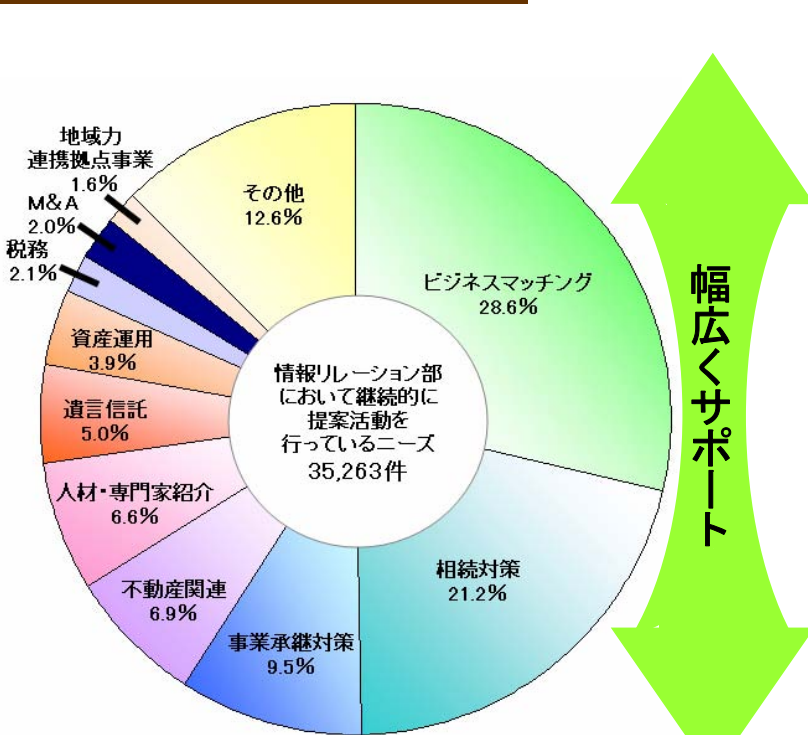 地域力
連携拠点事業
1.6%
M&A
2.0%
税務
2.1%
その他
12.6%
ビジネスマッチング
28.6%
資産運用
3.9%
遺言信託
5.0%
人材・専門家紹介
6.6%
不動産関連
6.9%
事業承継対策
9.5%
相続対策
21.2%
情報リレーション部
において継続的に
提案活動を
行っているニーズ
35,263件
幅広くサポート